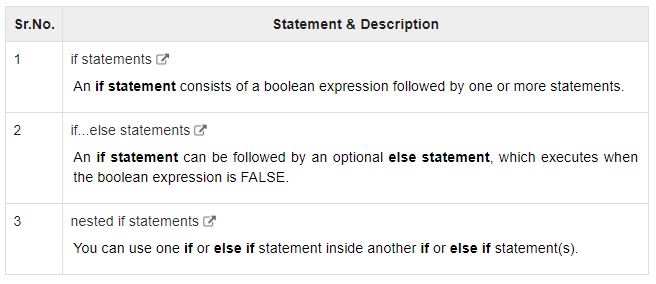 Sr.No. Statement & Description
1 if statements
An if statement consists of a boolean expression followed by one or more statements.
2 if...else statements
An if statement can be followed by an optional else statement, which executes when
the boolean expression is FALSE.
3 nested if statements
You can use one if or else if statement inside another if or else if statement(s).